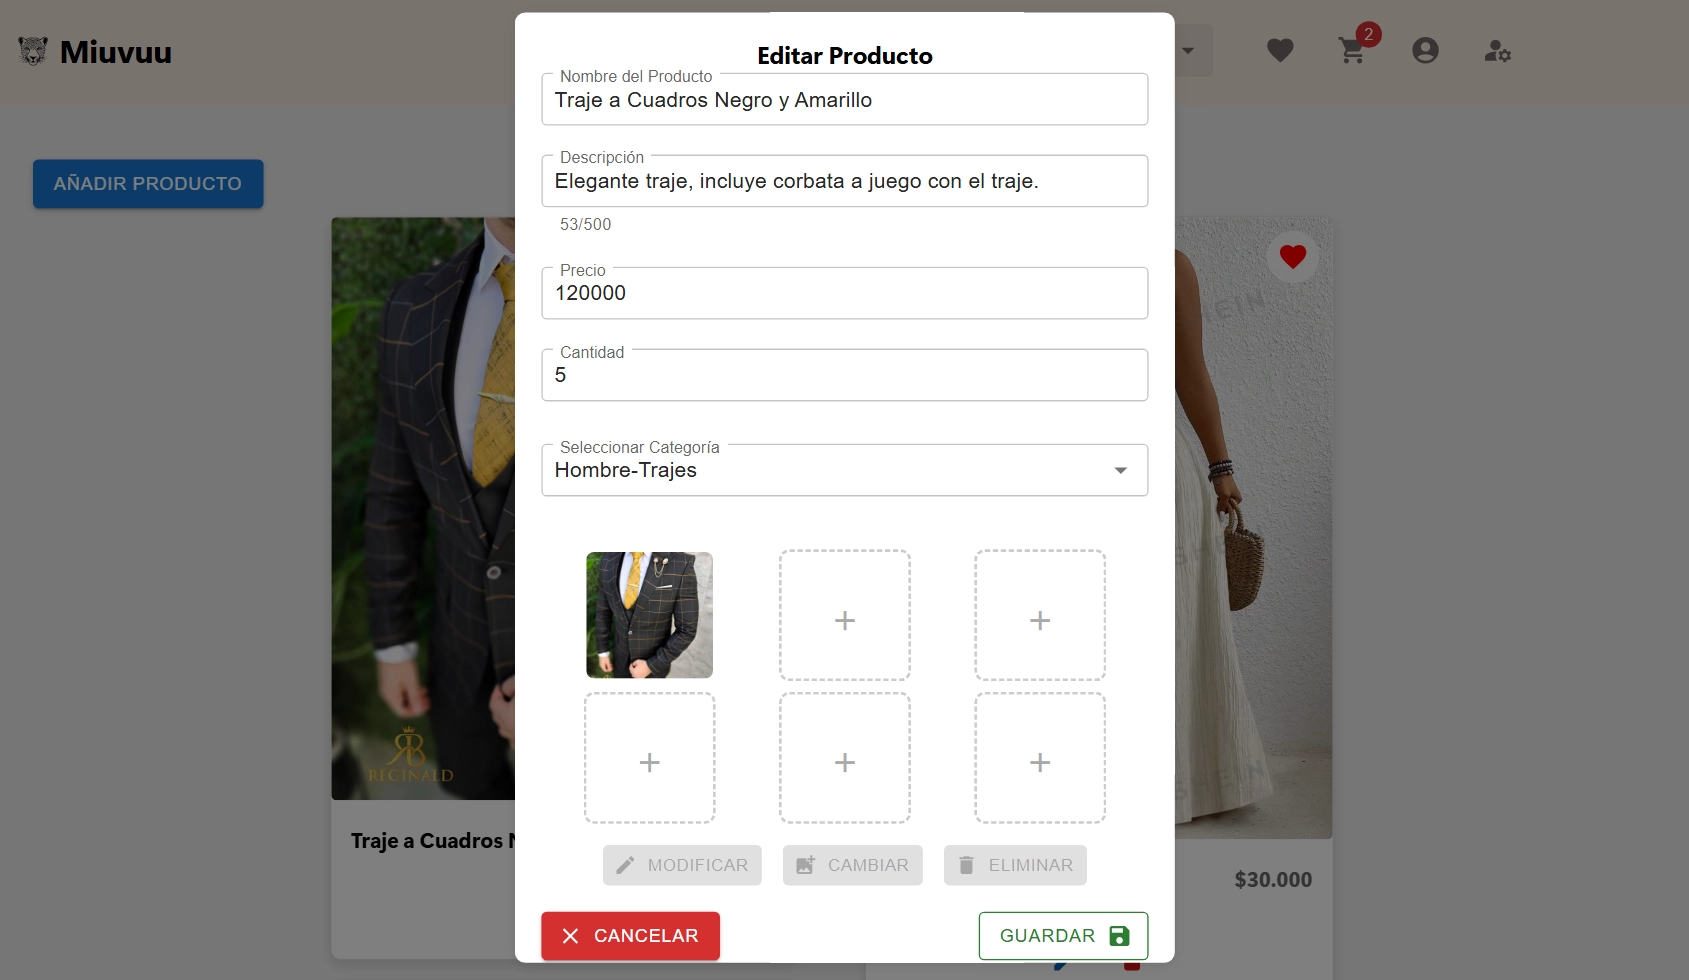 Miuvuu
2
AÑADIR PRODUCTO
Editar Producto
Nombre del Producto
Traje a Cuadros Negro y Amarillo
Descripción
Elegante traje, incluye corbata a juego con el traje.
53/500
Precio
120000
Cantidad
5
Seleccionar Categoría
Hombre-Trajes
MODIFICAR
CAMBIAR
ELIMINAR
CANCELAR
GUARDAR
RB
REGINALD
Traje a Cuadros
$30.000